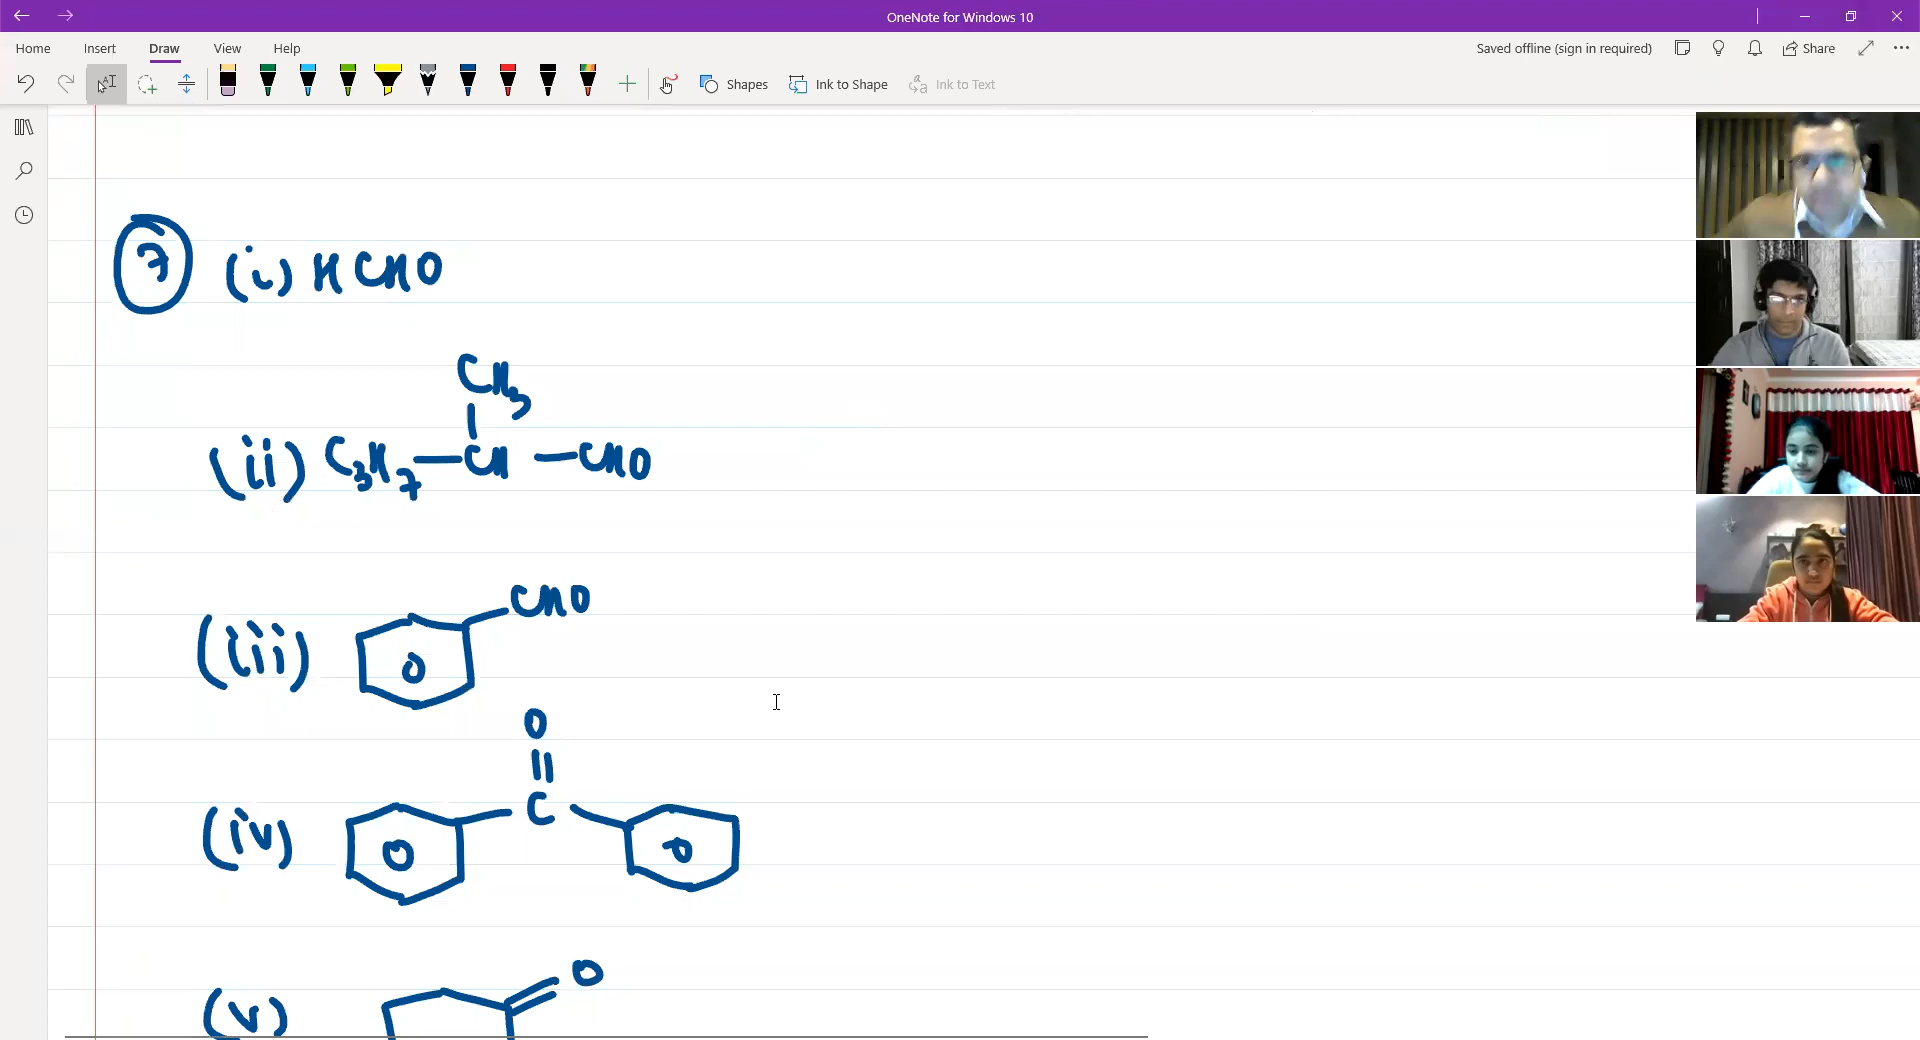 OneNote for Windows 10
Home Insert Draw View Help
Saved offline (sign in required) Share
Shapes Ink to Shape Ink to Text
7 (i) HCHO
CH3
(ii) C3H7 — CH — CHO
(iii) CHO
O
(iv) C
O
(v)